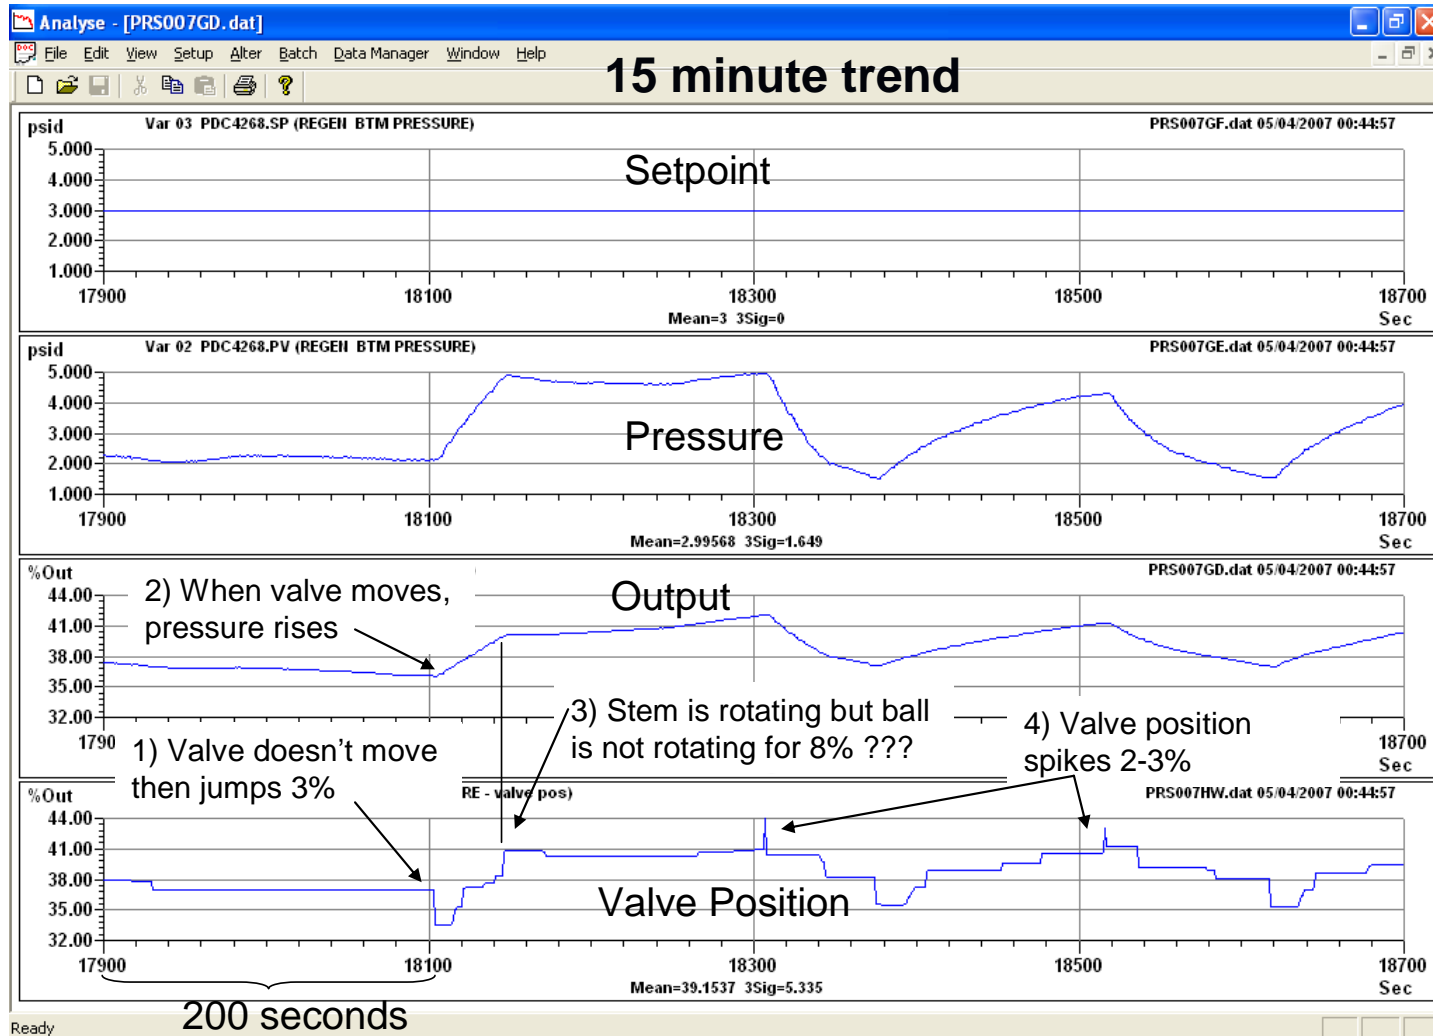 Analyse - [PRS007GD.dat]
File Edit View Setup Alter Batch Data Manager Window Help
15 minute trend
psid Var 03 PDC4268.SP (REGEN BTM PRESSURE) PRS007GF.dat 05/04/2007 00:44:57
5.000
Setpoint
4.000
3.000
2.000
1.000
17900 18100 18300 18500 18700
Mean=3 3Sig=0 Sec
psid Var 02 PDC4268.PV (REGEN BTM PRESSURE) PRS007GE.dat 05/04/2007 00:44:57
5.000
4.000
3.000
Pressure
2.000
1.000
17900 18100 18300 18500 18700
Mean=2.99568 3Sig=1.649 Sec
%Out PRS007GD.dat 05/04/2007 00:44:57
44.00
Output
2) When valve moves,
pressure rises
41.00
38.00
35.00
32.00
3) Stem is rotating but ball
is not rotating for 8% ???
4) Valve position
spikes 2-3%
1790 18700
Sec
1) Valve doesn't move
then jumps 3%
%Out RE - valve pos) PRS007HW.dat 05/04/2007 00:44:57
44.00
41.00
38.00
35.00
Valve Position
32.00
17900 18100 18300 18500 18700
Mean=39.1537 3Sig=5.335 Sec
200 seconds
Ready